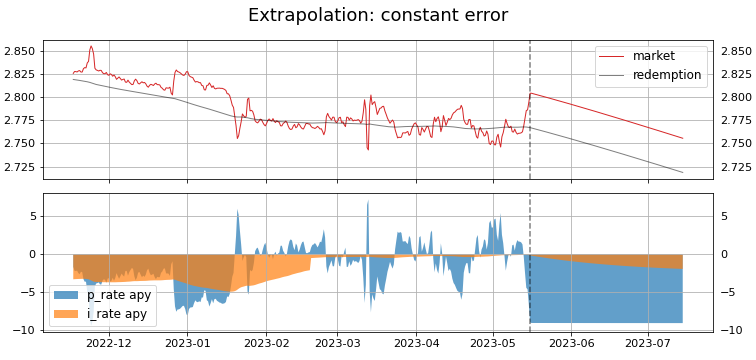 Extrapolation: constant error
2.850 2.850
2.825 2.825
2.800 2.800
2.775 2.775
2.750 2.750
2.725 2.725
market
redemption
5 5
0 0
−5 −5
−10 −10
p_rate apy
i_rate apy
2022-12 2023-01 2023-02 2023-03 2023-04 2023-05 2023-06 2023-07